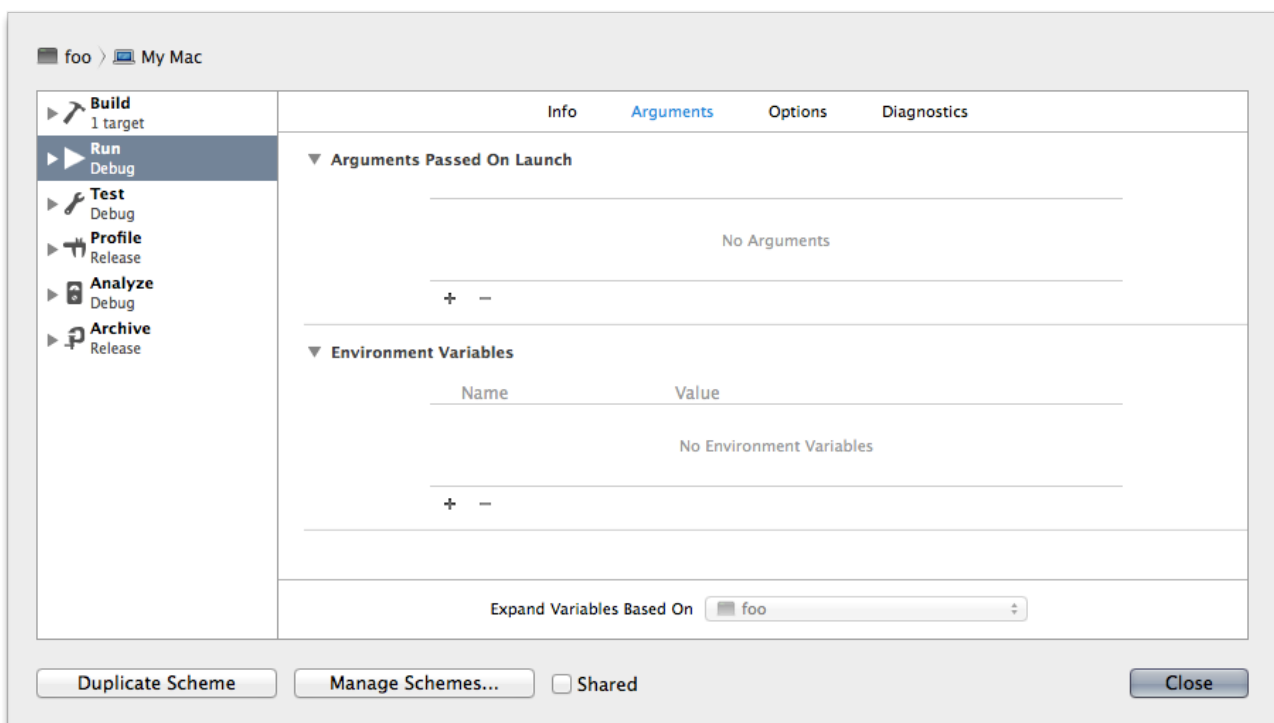 foo My Mac
Build
1 target
Run
Debug
Test
Debug
Profile
Release
Analyze
Debug
Archive
Release
Info Arguments Options Diagnostics
Arguments Passed On Launch
No Arguments
+ −
Environment Variables
Name Value
No Environment Variables
+ −
Expand Variables Based On foo
Duplicate Scheme Manage Schemes... Shared Close